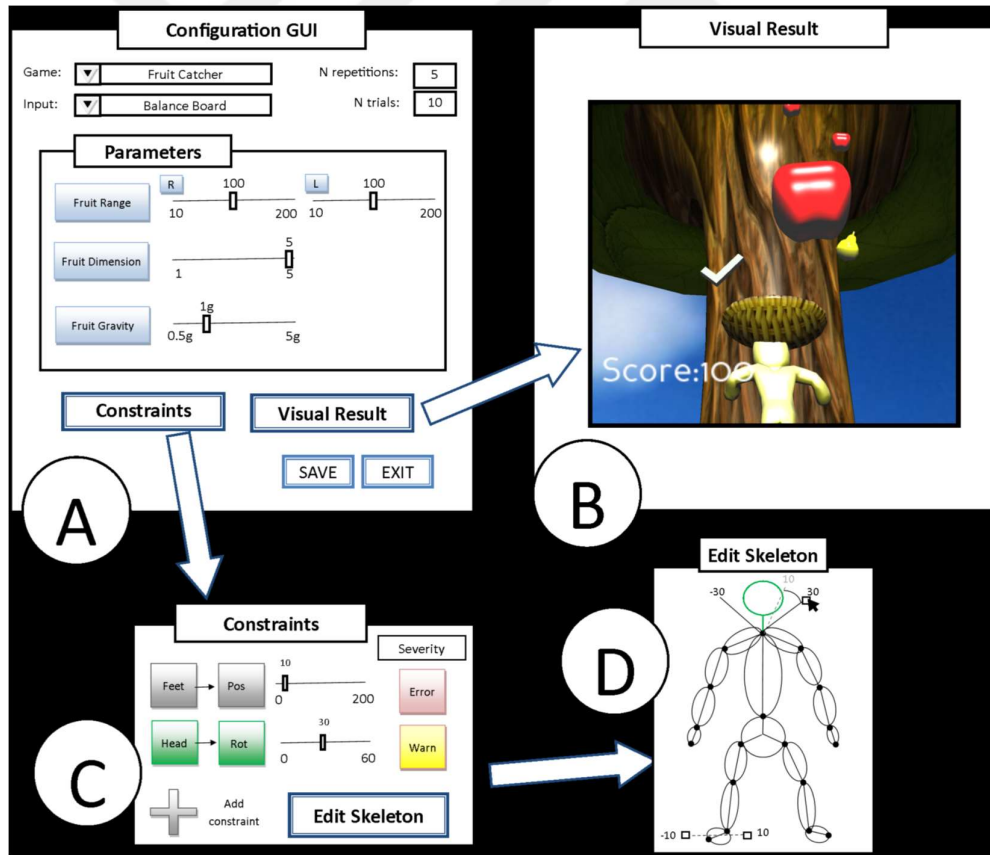 Configuration GUI
Game: Fruit Catcher N repetitions: 5
Input: Balance Board N trials: 10
Parameters
Fruit Range R 100 10 200 L 100 10 200
Fruit Dimension 5 1 5
Fruit Gravity 1g 0.5g 5g
Constraints Visual Result
SAVE EXIT
A
Visual Result
Score:100
B
Constraints
Severity
Feet Pos 10 0 200 Error
Head Rot 30 0 60 Warn
Add
constraint
Edit Skeleton
C
Edit Skeleton
10
-30 30
-10 10
D